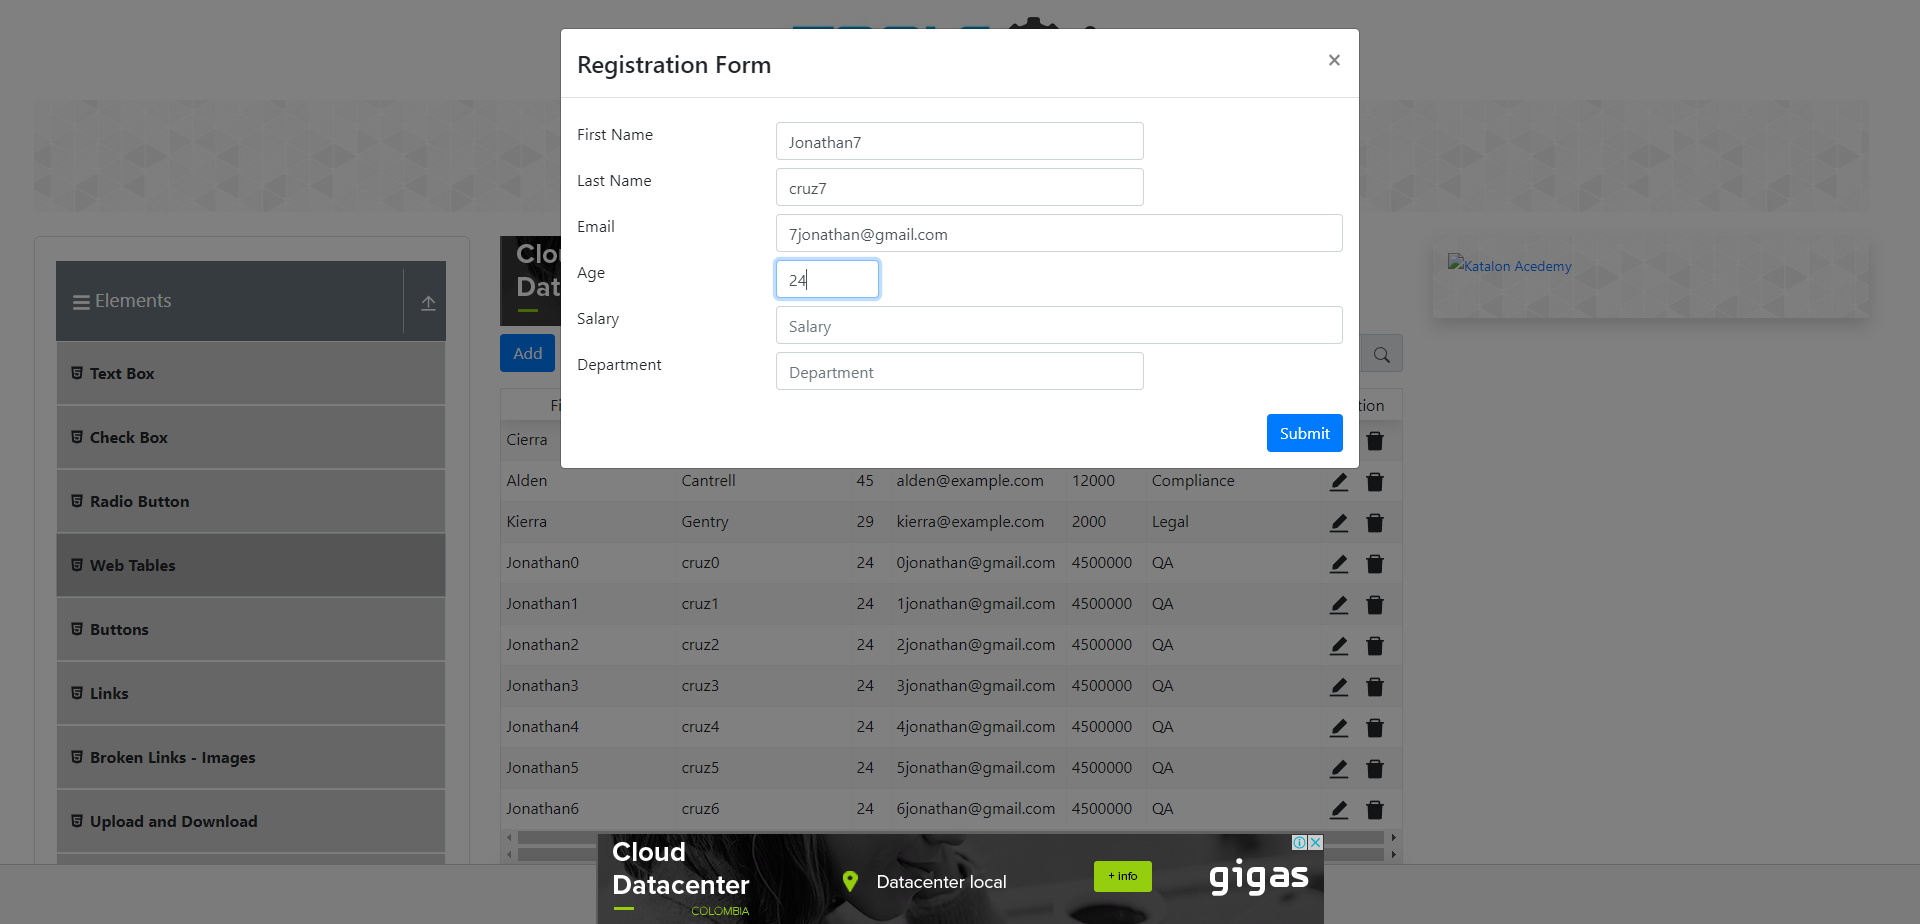 Registration Form ×
First Name Jonathan7
Last Name cruz7
Email 7jonathan@gmail.com
Age 24
Salary Salary
Department Department
Submit
Elements
Text Box
Check Box
Radio Button
Web Tables
Buttons
Links
Broken Links - Images
Upload and Download
Add
Katalon Acedemy
Cierra
Alden Cantrell 45 alden@example.com 12000 Compliance
Kierra Gentry 29 kierra@example.com 2000 Legal
Jonathan0 cruz0 24 0jonathan@gmail.com 4500000 QA
Jonathan1 cruz1 24 1jonathan@gmail.com 4500000 QA
Jonathan2 cruz2 24 2jonathan@gmail.com 4500000 QA
Jonathan3 cruz3 24 3jonathan@gmail.com 4500000 QA
Jonathan4 cruz4 24 4jonathan@gmail.com 4500000 QA
Jonathan5 cruz5 24 5jonathan@gmail.com 4500000 QA
Jonathan6 cruz6 24 6jonathan@gmail.com 4500000 QA
Cloud
Datacenter
COLOMBIA
Datacenter local
+ info
gigas